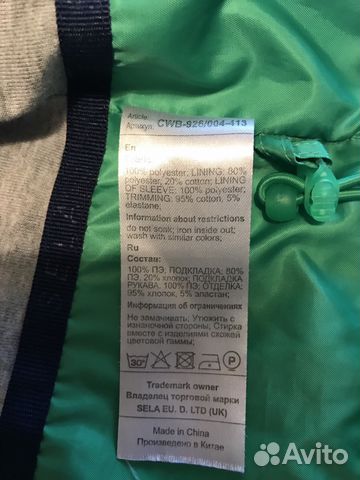 Article:
Артикул: CWB-926/004-413
En
Fabric:
100% polyester; LINING: 80%
polyester, 20% cotton; LINING
OF SLEEVE: 100% polyester;
TRIMMING: 95% cotton, 5%
elastane;
Information about restrictions
do not soak; iron inside out;
wash with similar colors;
Ru
Состав:
100% ПЭ; ПОДКЛАДКА: 80%
ПЭ, 20% хлопок; ПОДКЛАДКА
РУКАВА: 100% ПЭ; ОТДЕЛКА:
95% хлопок, 5% эластан;
Информация об ограничениях
Не замачивать; Утюжить с
изнаночной стороны; Стирка
вместе с изделиями схожей
цветовой гаммы;
30°
P
Trademark owner
Владелец торговой марки
SELA EU. D. LTD (UK)
Made in China
Произведено в Китае
Avito